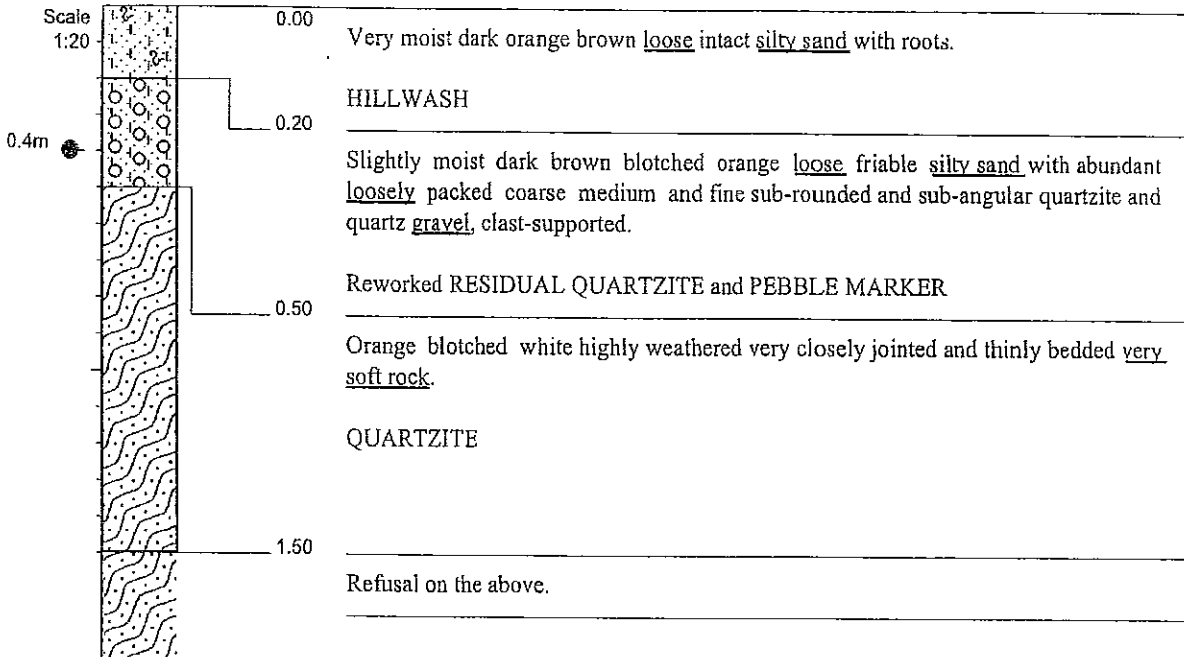 Scale
1:20
0.00
Very moist dark orange brown loose intact silty sand with roots.
HILLWASH
0.20
0.4m
Slightly moist dark brown blotched orange loose friable silty sand with abundant
loosely packed coarse medium and fine sub-rounded and sub-angular quartzite and
quartz gravel, clast-supported.
Reworked RESIDUAL QUARTZITE and PEBBLE MARKER
0.50
Orange blotched white highly weathered very closely jointed and thinly bedded very
soft rock.
QUARTZITE
1.50
Refusal on the above.